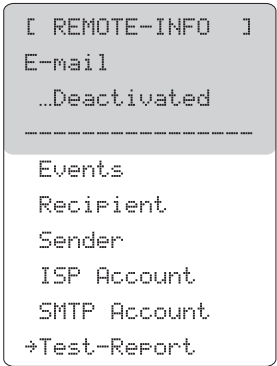 [ REMOTE-INFO ]
E-mail
…Deactivated
----------------
Events
Recipient
Sender
ISP Account
SMTP Account
→Test-Report